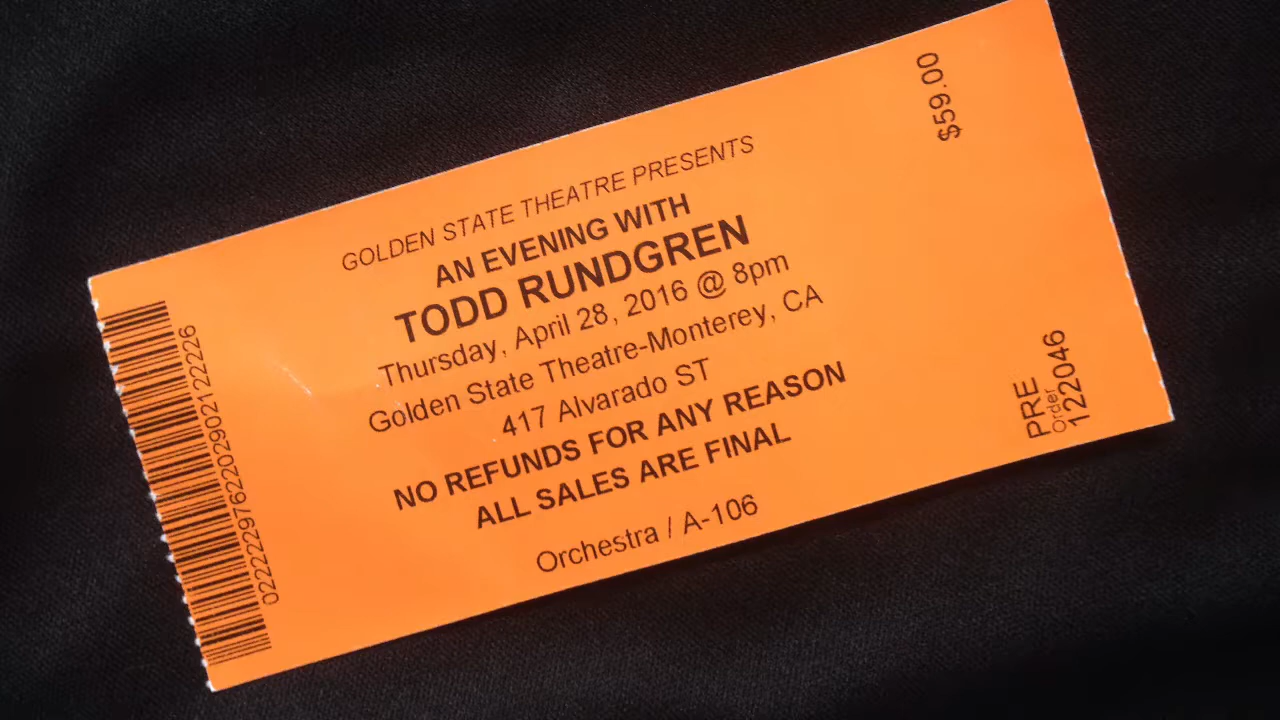 GOLDEN STATE THEATRE PRESENTS
AN EVENING WITH
TODD RUNDGREN
Thursday, April 28, 2016 @ 8pm
Golden State Theatre-Monterey, CA
417 Alvarado ST
NO REFUNDS FOR ANY REASON
ALL SALES ARE FINAL
Orchestra / A-106
$59.00
PRE
Order
122046
0222222976202902122226